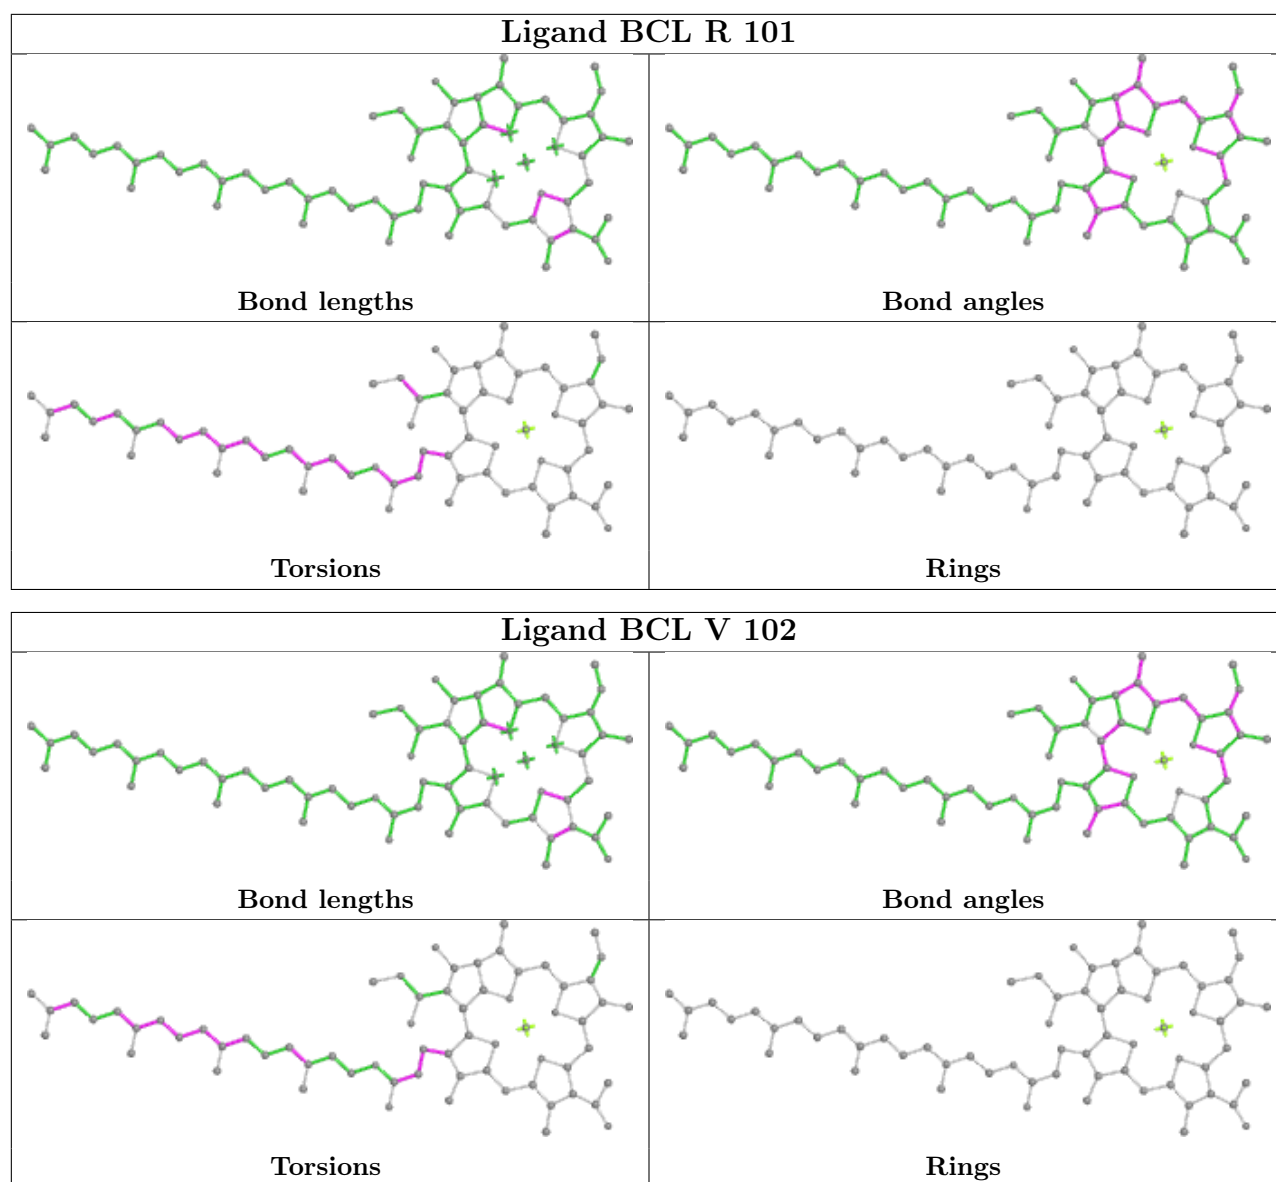 Ligand BCL R 101
Bond lengths
Bond angles
Torsions
Rings
Ligand BCL V 102
Bond lengths
Bond angles
Torsions
Rings